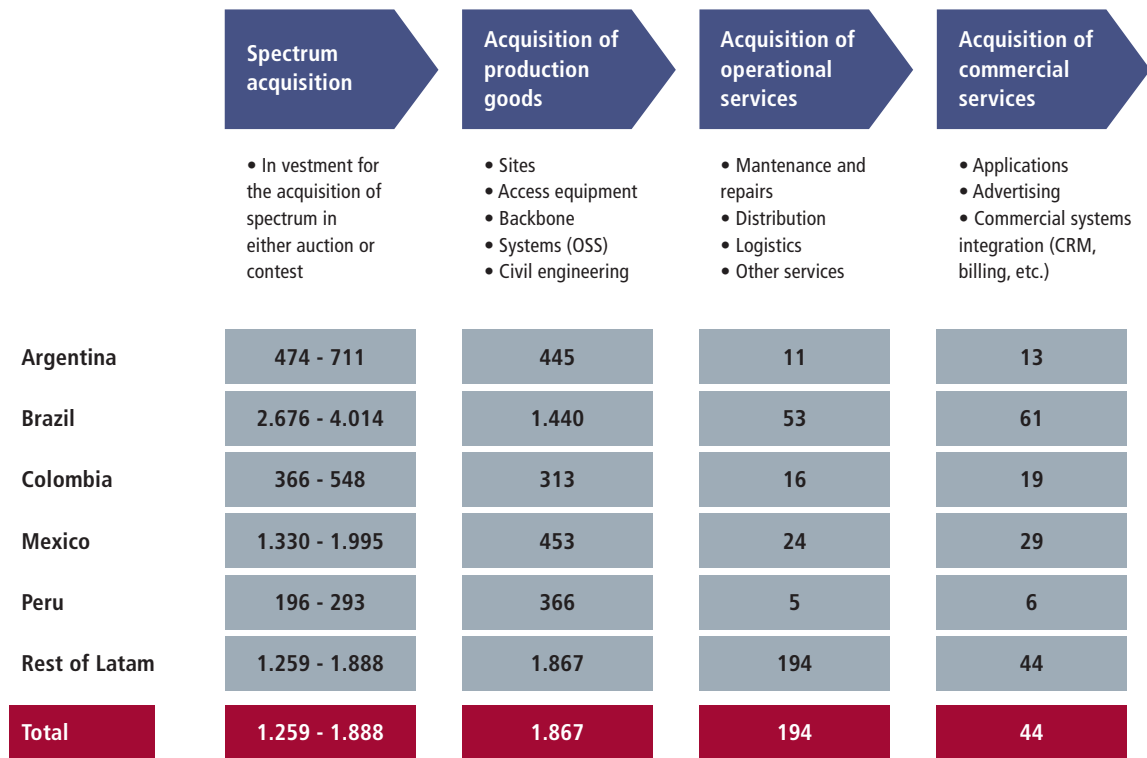 Spectrum
acquisition
Acquisition of
production
goods
Acquisition of
operational
services
Acquisition of
commercial
services
• In vestment for
the acquisition of
spectrum in
either auction or
contest
• Sites
• Access equipment
• Backbone
• Systems (OSS)
• Civil engineering
• Mantenance and
repairs
• Distribution
• Logistics
• Other services
• Applications
• Advertising
• Commercial systems
integration (CRM,
billing, etc.)
Argentina 474 - 711 445 11 13
Brazil 2.676 - 4.014 1.440 53 61
Colombia 366 - 548 313 16 19
Mexico 1.330 - 1.995 453 24 29
Peru 196 - 293 366 5 6
Rest of Latam 1.259 - 1.888 1.867 194 44
Total 1.259 - 1.888 1.867 194 44